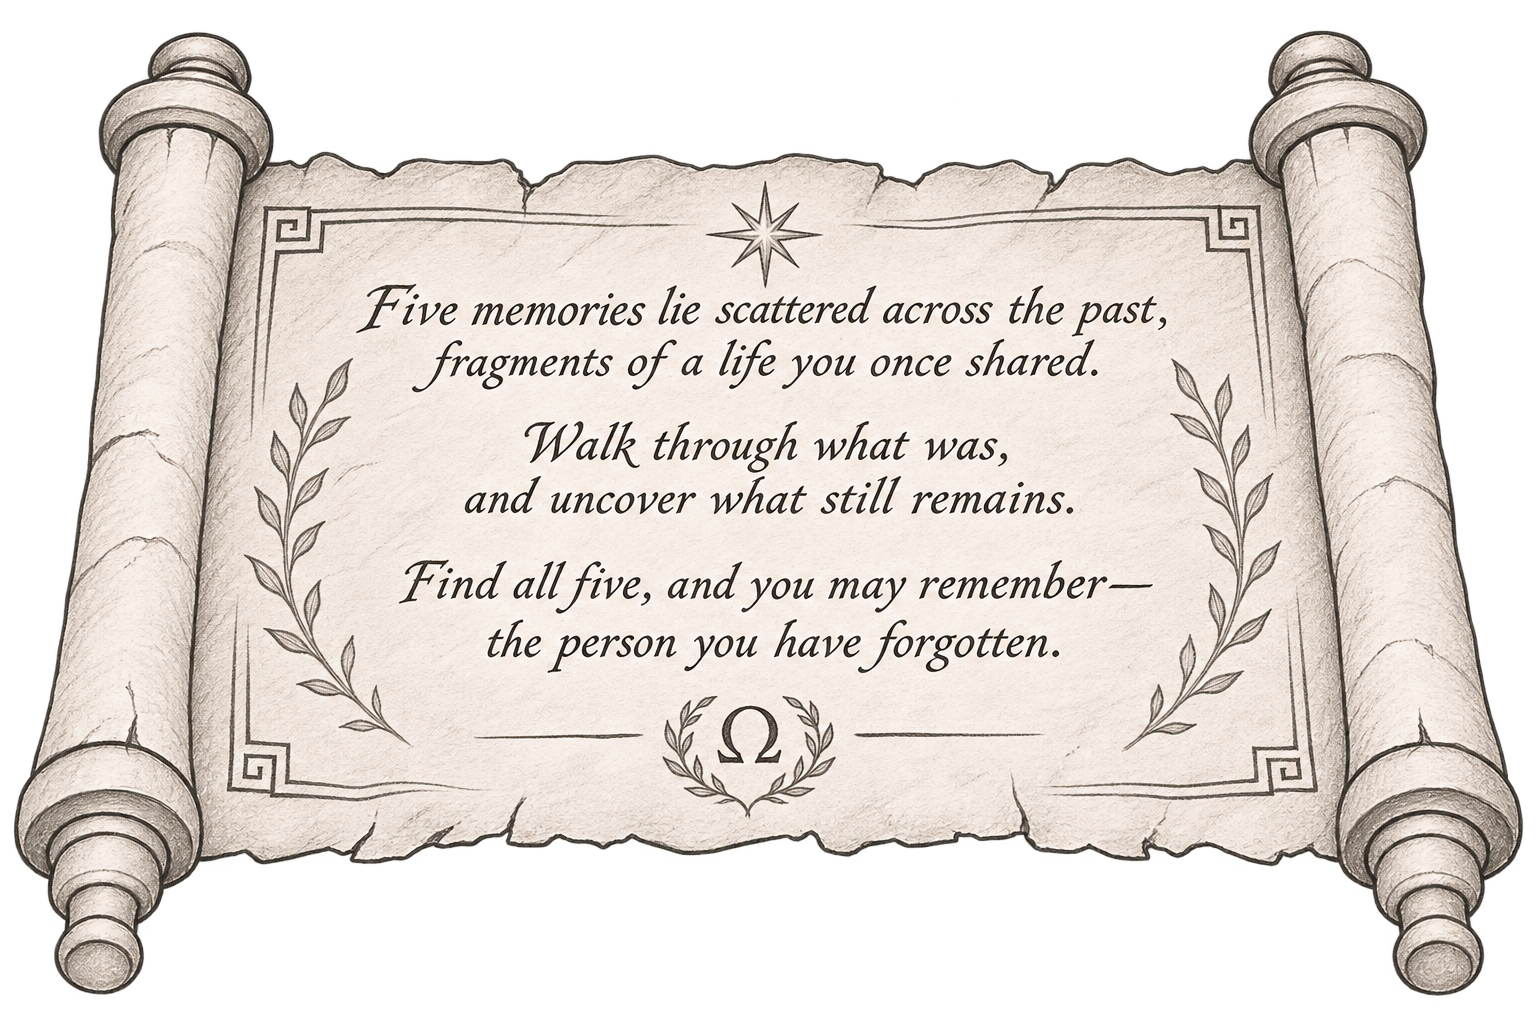 Five memories lie scattered across the past,
fragments of a life you once shared.
Walk through what was,
and uncover what still remains.
Find all five, and you may remember—
the person you have forgotten.
Ω